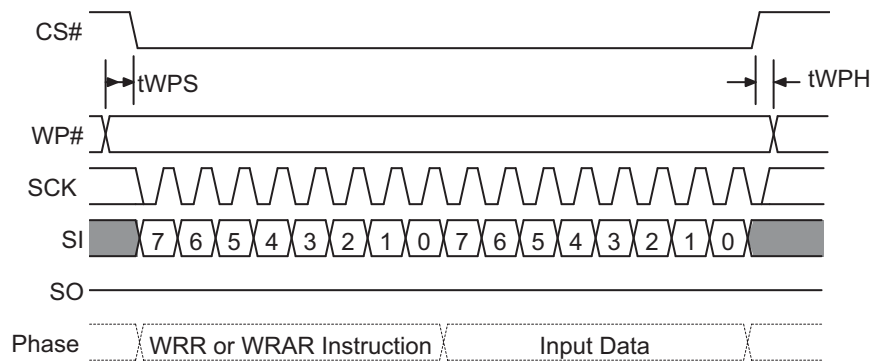 CS#
tWPS
tWPH
WP#
SCK
SI 7 6 5 4 3 2 1 0 7 6 5 4 3 2 1 0
SO
Phase WRR or WRAR Instruction Input Data